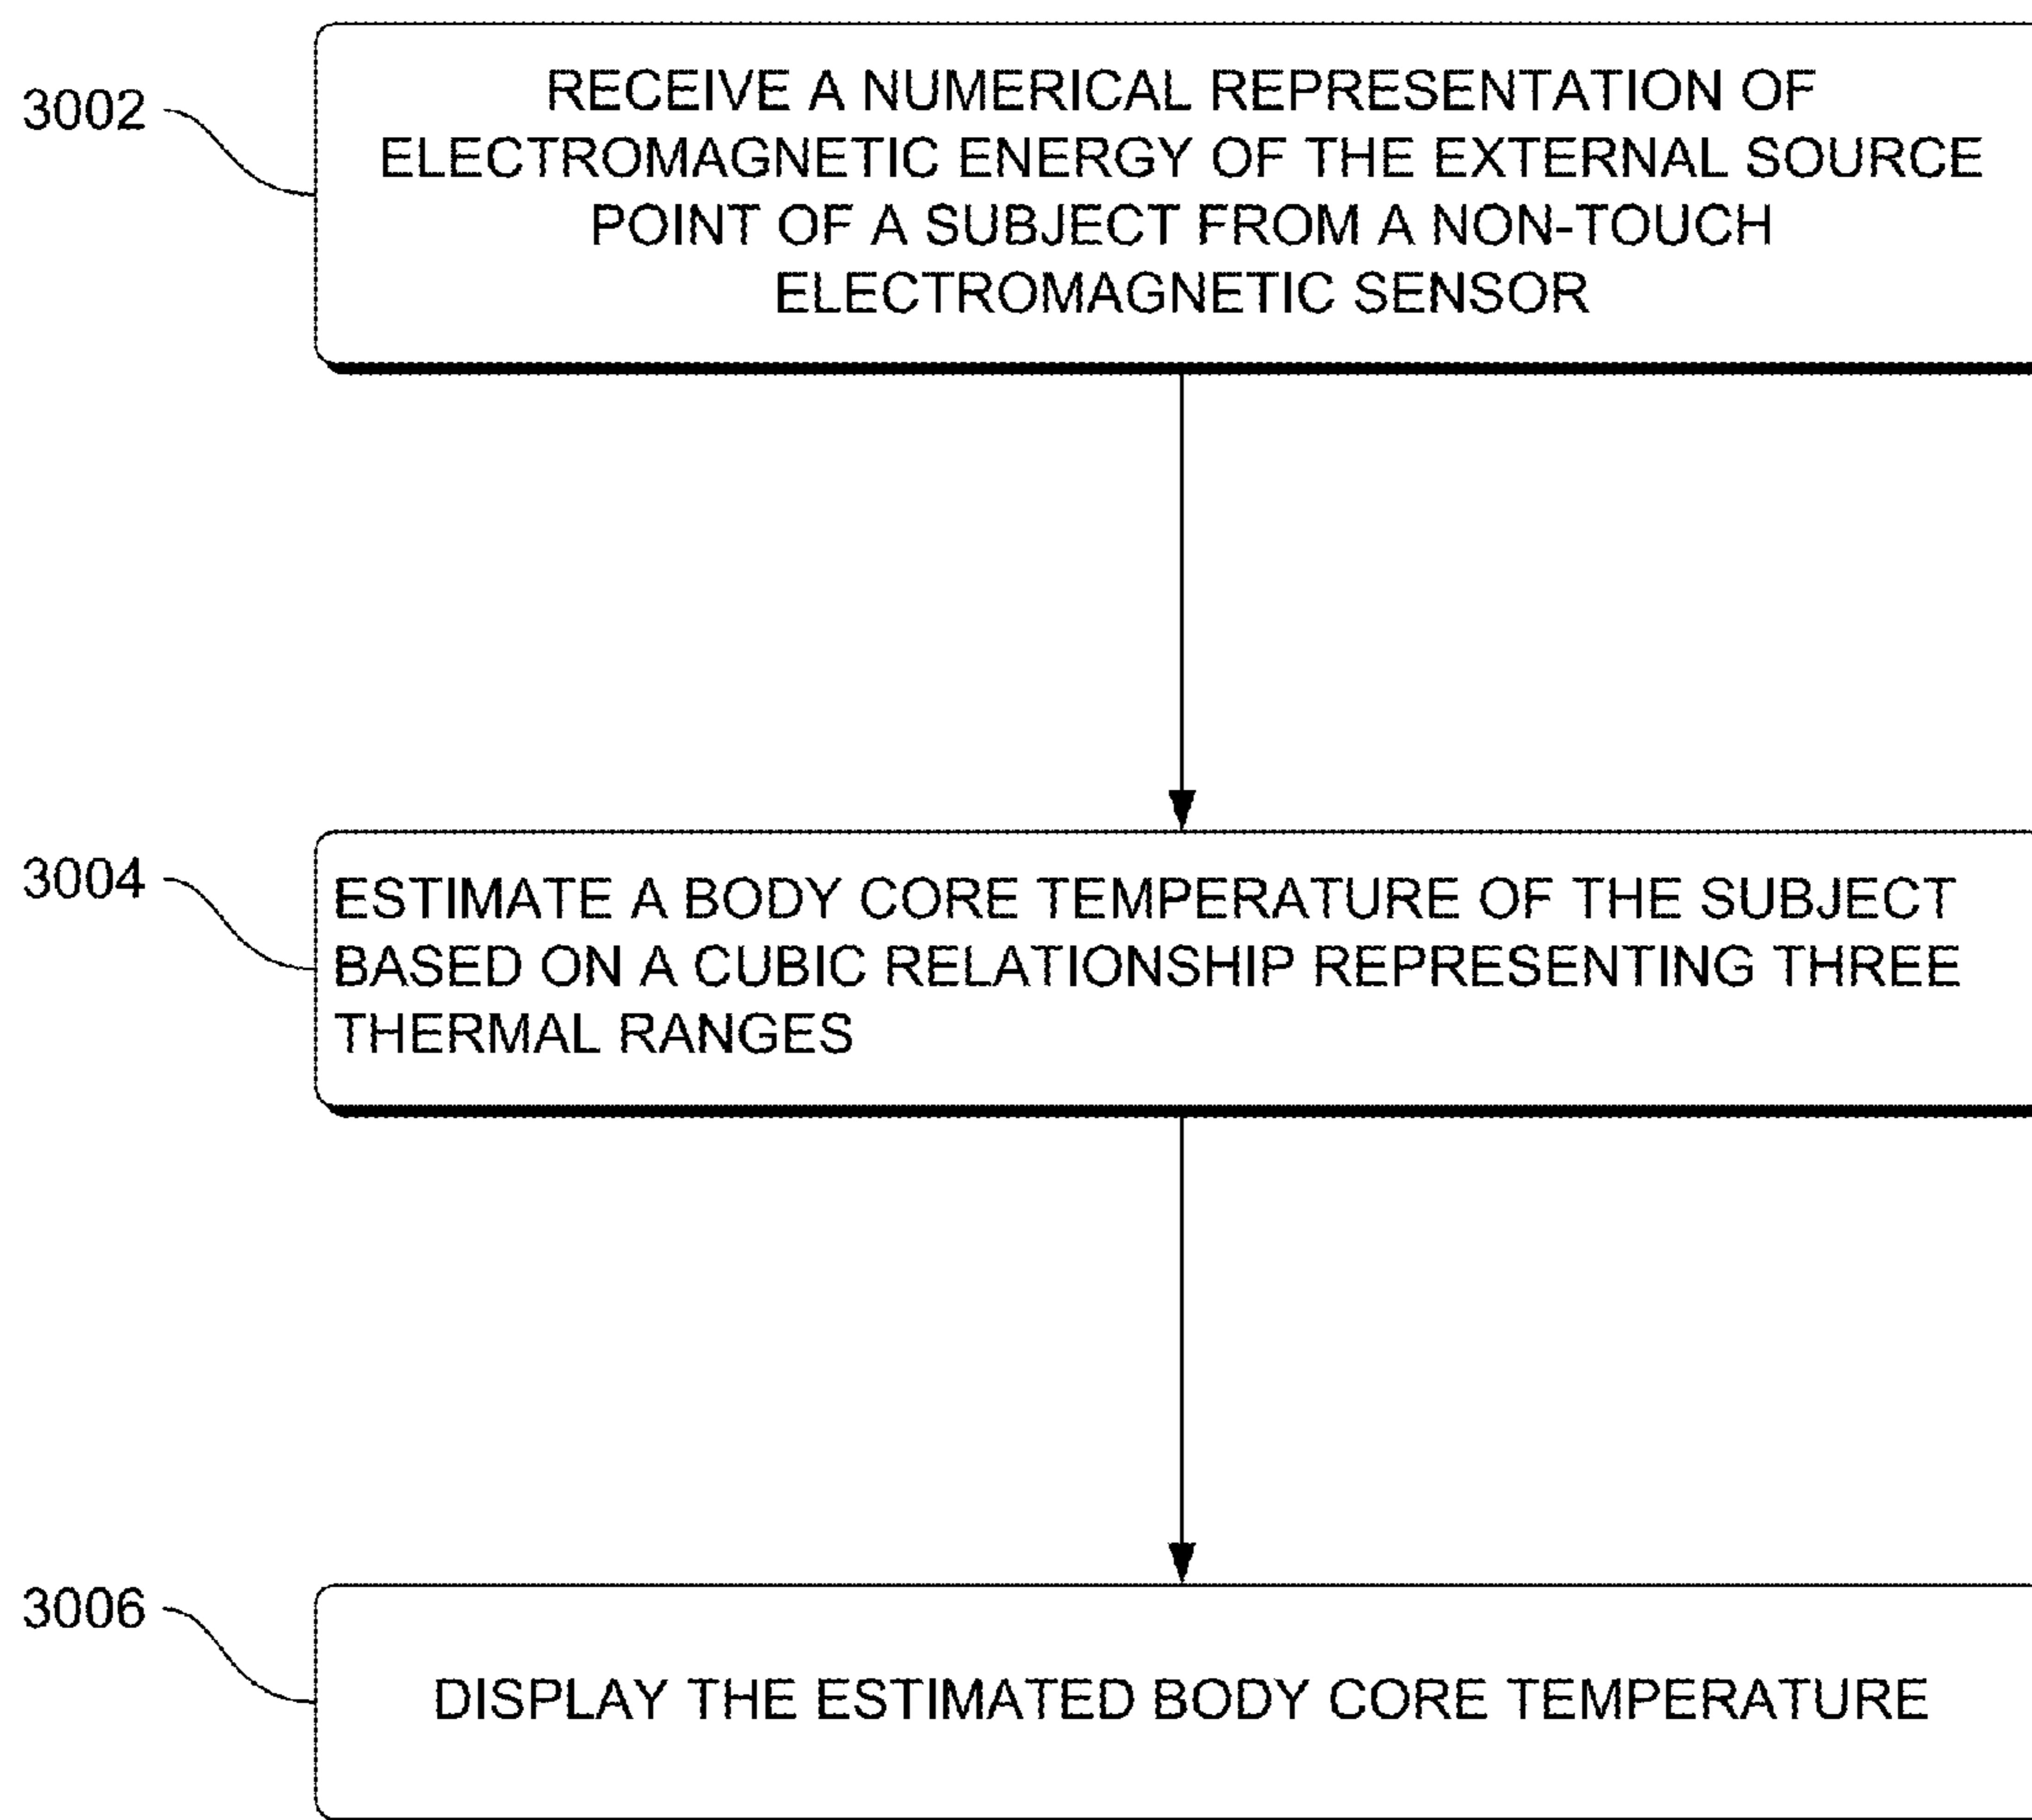 3002
RECEIVE A NUMERICAL REPRESENTATION OF
ELECTROMAGNETIC ENERGY OF THE EXTERNAL SOURCE
POINT OF A SUBJECT FROM A NON-TOUCH
ELECTROMAGNETIC SENSOR
3004
ESTIMATE A BODY CORE TEMPERATURE OF THE SUBJECT
BASED ON A CUBIC RELATIONSHIP REPRESENTING THREE
THERMAL RANGES
3006
DISPLAY THE ESTIMATED BODY CORE TEMPERATURE